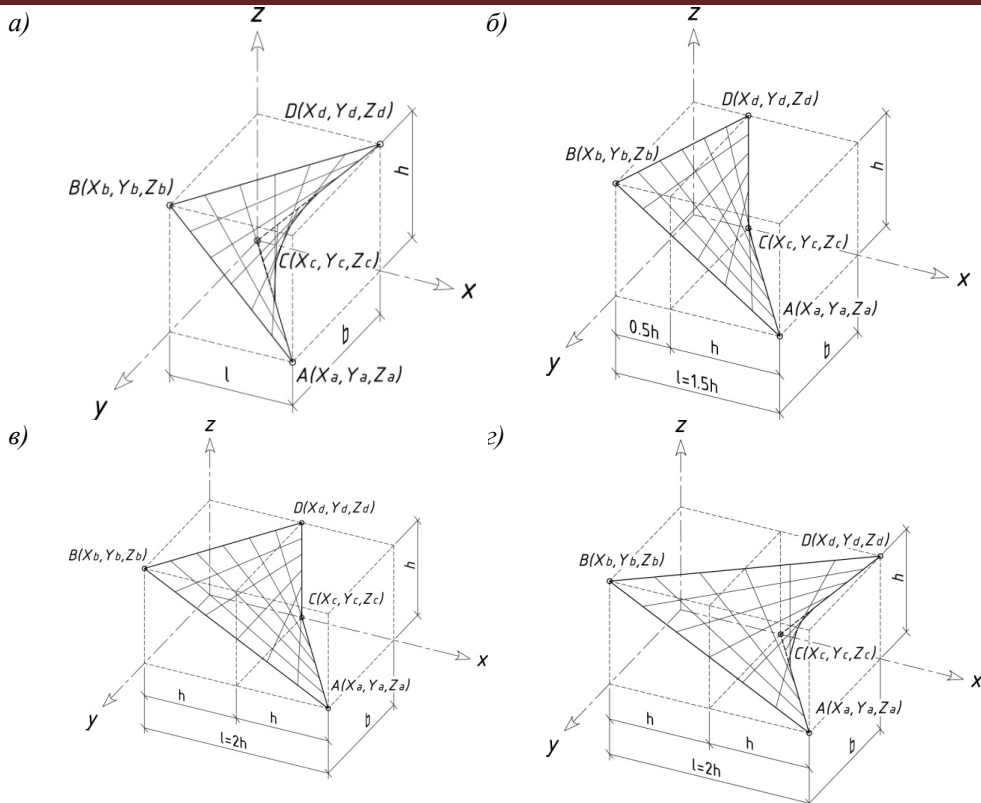 а)
z
D(Xd,Yd,Zd)
B(Xb,Yb,Zb)
h
C(Xc,Yc,Zc)
x
b
l
A(Xa,Ya,Za)
y
б)
z
D(Xd,Yd,Zd)
B(Xb,Yb,Zb)
h
C(Xc,Yc,Zc)
x
A(Xa,Ya,Za)
0.5h
h
b
y
l=1.5h
в)
z
D(Xd,Yd,Zd)
B(Xb,Yb,Zb)
h
C(Xc,Yc,Zc)
x
A(Xa,Ya,Za)
h
h
b
y
l=2h
г)
z
D(Xd,Yd,Zd)
B(Xb,Yb,Zb)
h
C(Xc,Yc,Zc)
x
A(Xa,Ya,Za)
h
h
b
y
l=2h